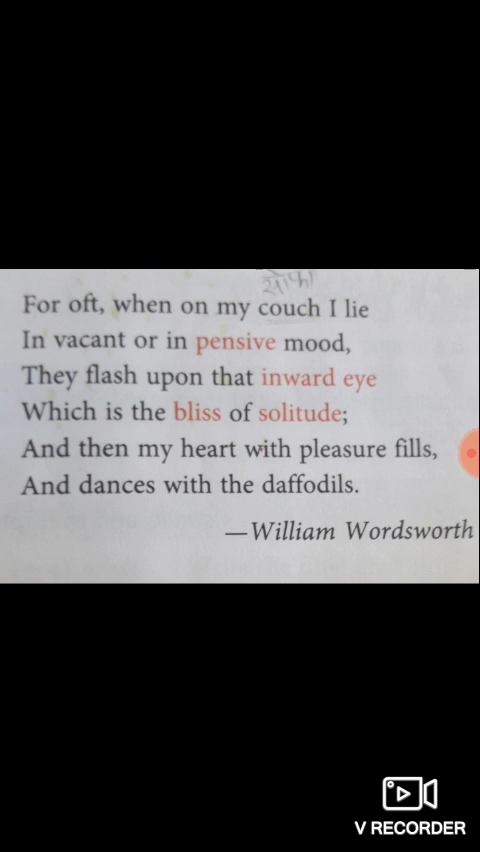 सोफा
For oft, when on my couch I lie
In vacant or in pensive mood,
They flash upon that inward eye
Which is the bliss of solitude;
And then my heart with pleasure fills,
And dances with the daffodils.
—William Wordsworth
V RECORDER